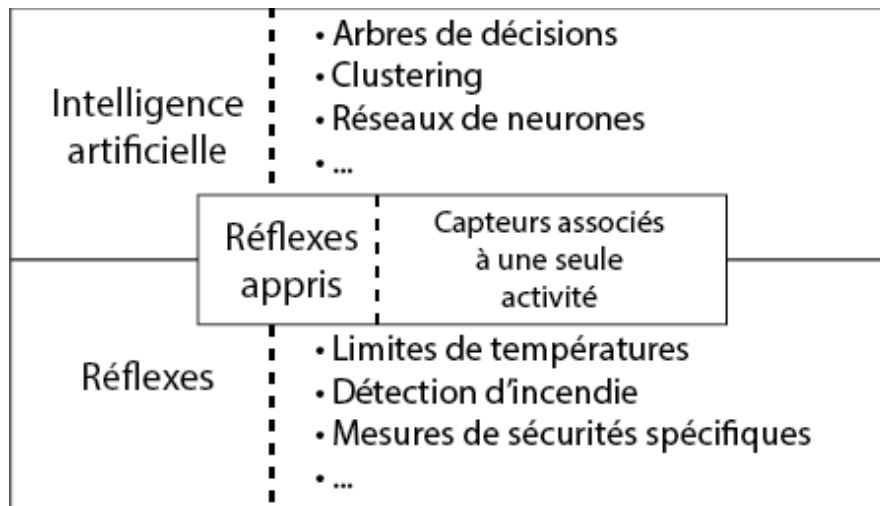 Intelligence
artificielle
• Arbres de décisions
• Clustering
• Réseaux de neurones
• ...
Réflexes
appris
Capteurs associés
à une seule
activité
Réflexes
• Limites de températures
• Détection d'incendie
• Mesures de sécurités spécifiques
• ...